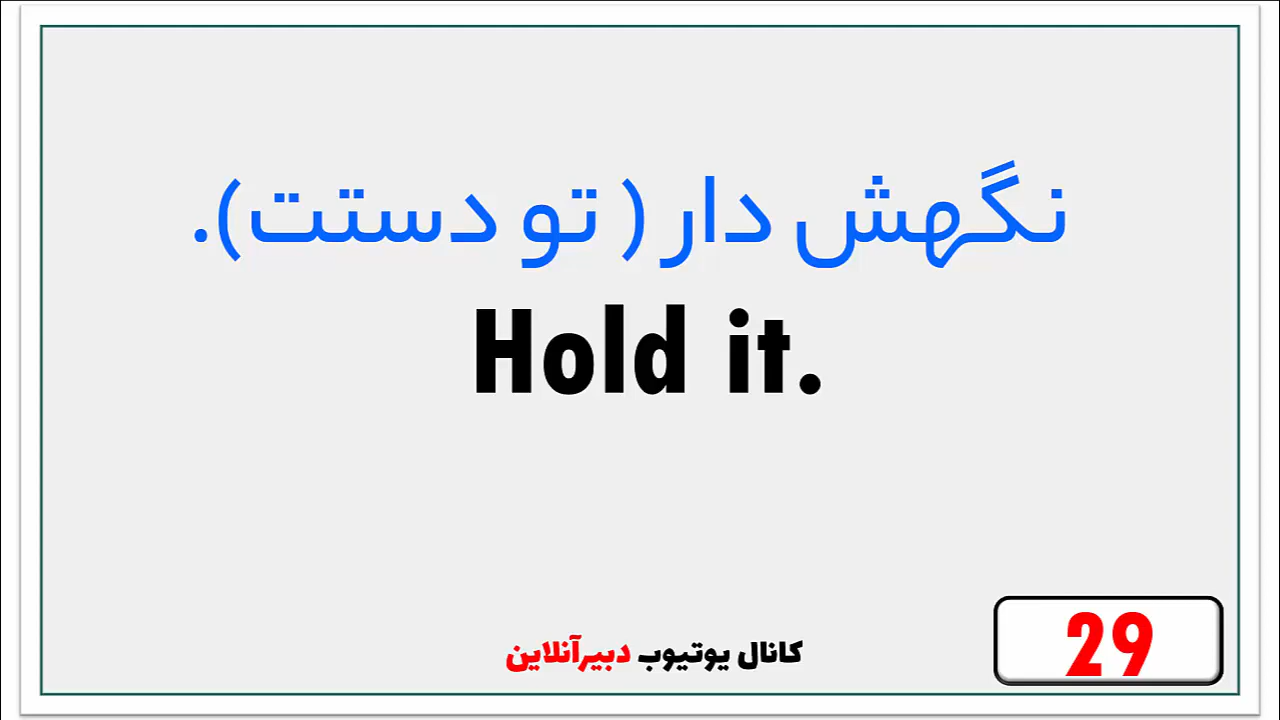 نگهش دار ( تو دستت).
Hold it.
کانال یوتیوب دبیرآنلاین
29